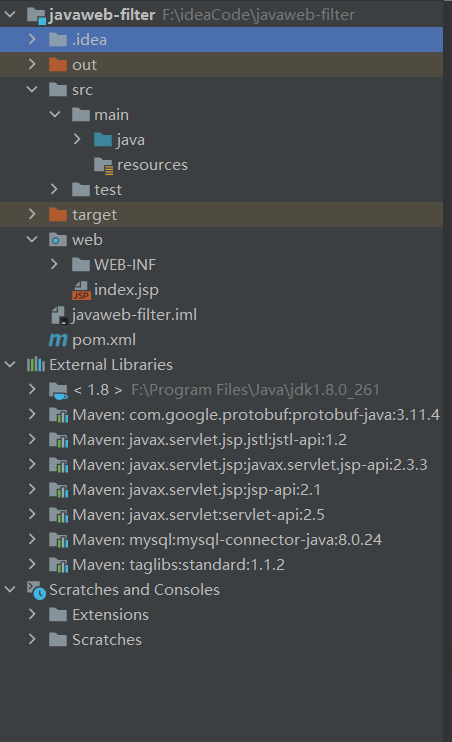 javaweb-filter F:\ideaCode\javaweb-filter
.idea
out
src
main
java
resources
test
target
web
WEB-INF
JSP index.jsp
javaweb-filter.iml
m pom.xml
External Libraries
< 1.8 > F:\Program Files\Java\jdk1.8.0_261
Maven: com.google.protobuf:protobuf-java:3.11.4
Maven: javax.servlet.jsp.jstl:jstl-api:1.2
Maven: javax.servlet.jsp:javax.servlet.jsp-api:2.3.3
Maven: javax.servlet.jsp:jsp-api:2.1
Maven: javax.servlet:servlet-api:2.5
Maven: mysql:mysql-connector-java:8.0.24
Maven: taglibs:standard:1.1.2
Scratches and Consoles
Extensions
Scratches